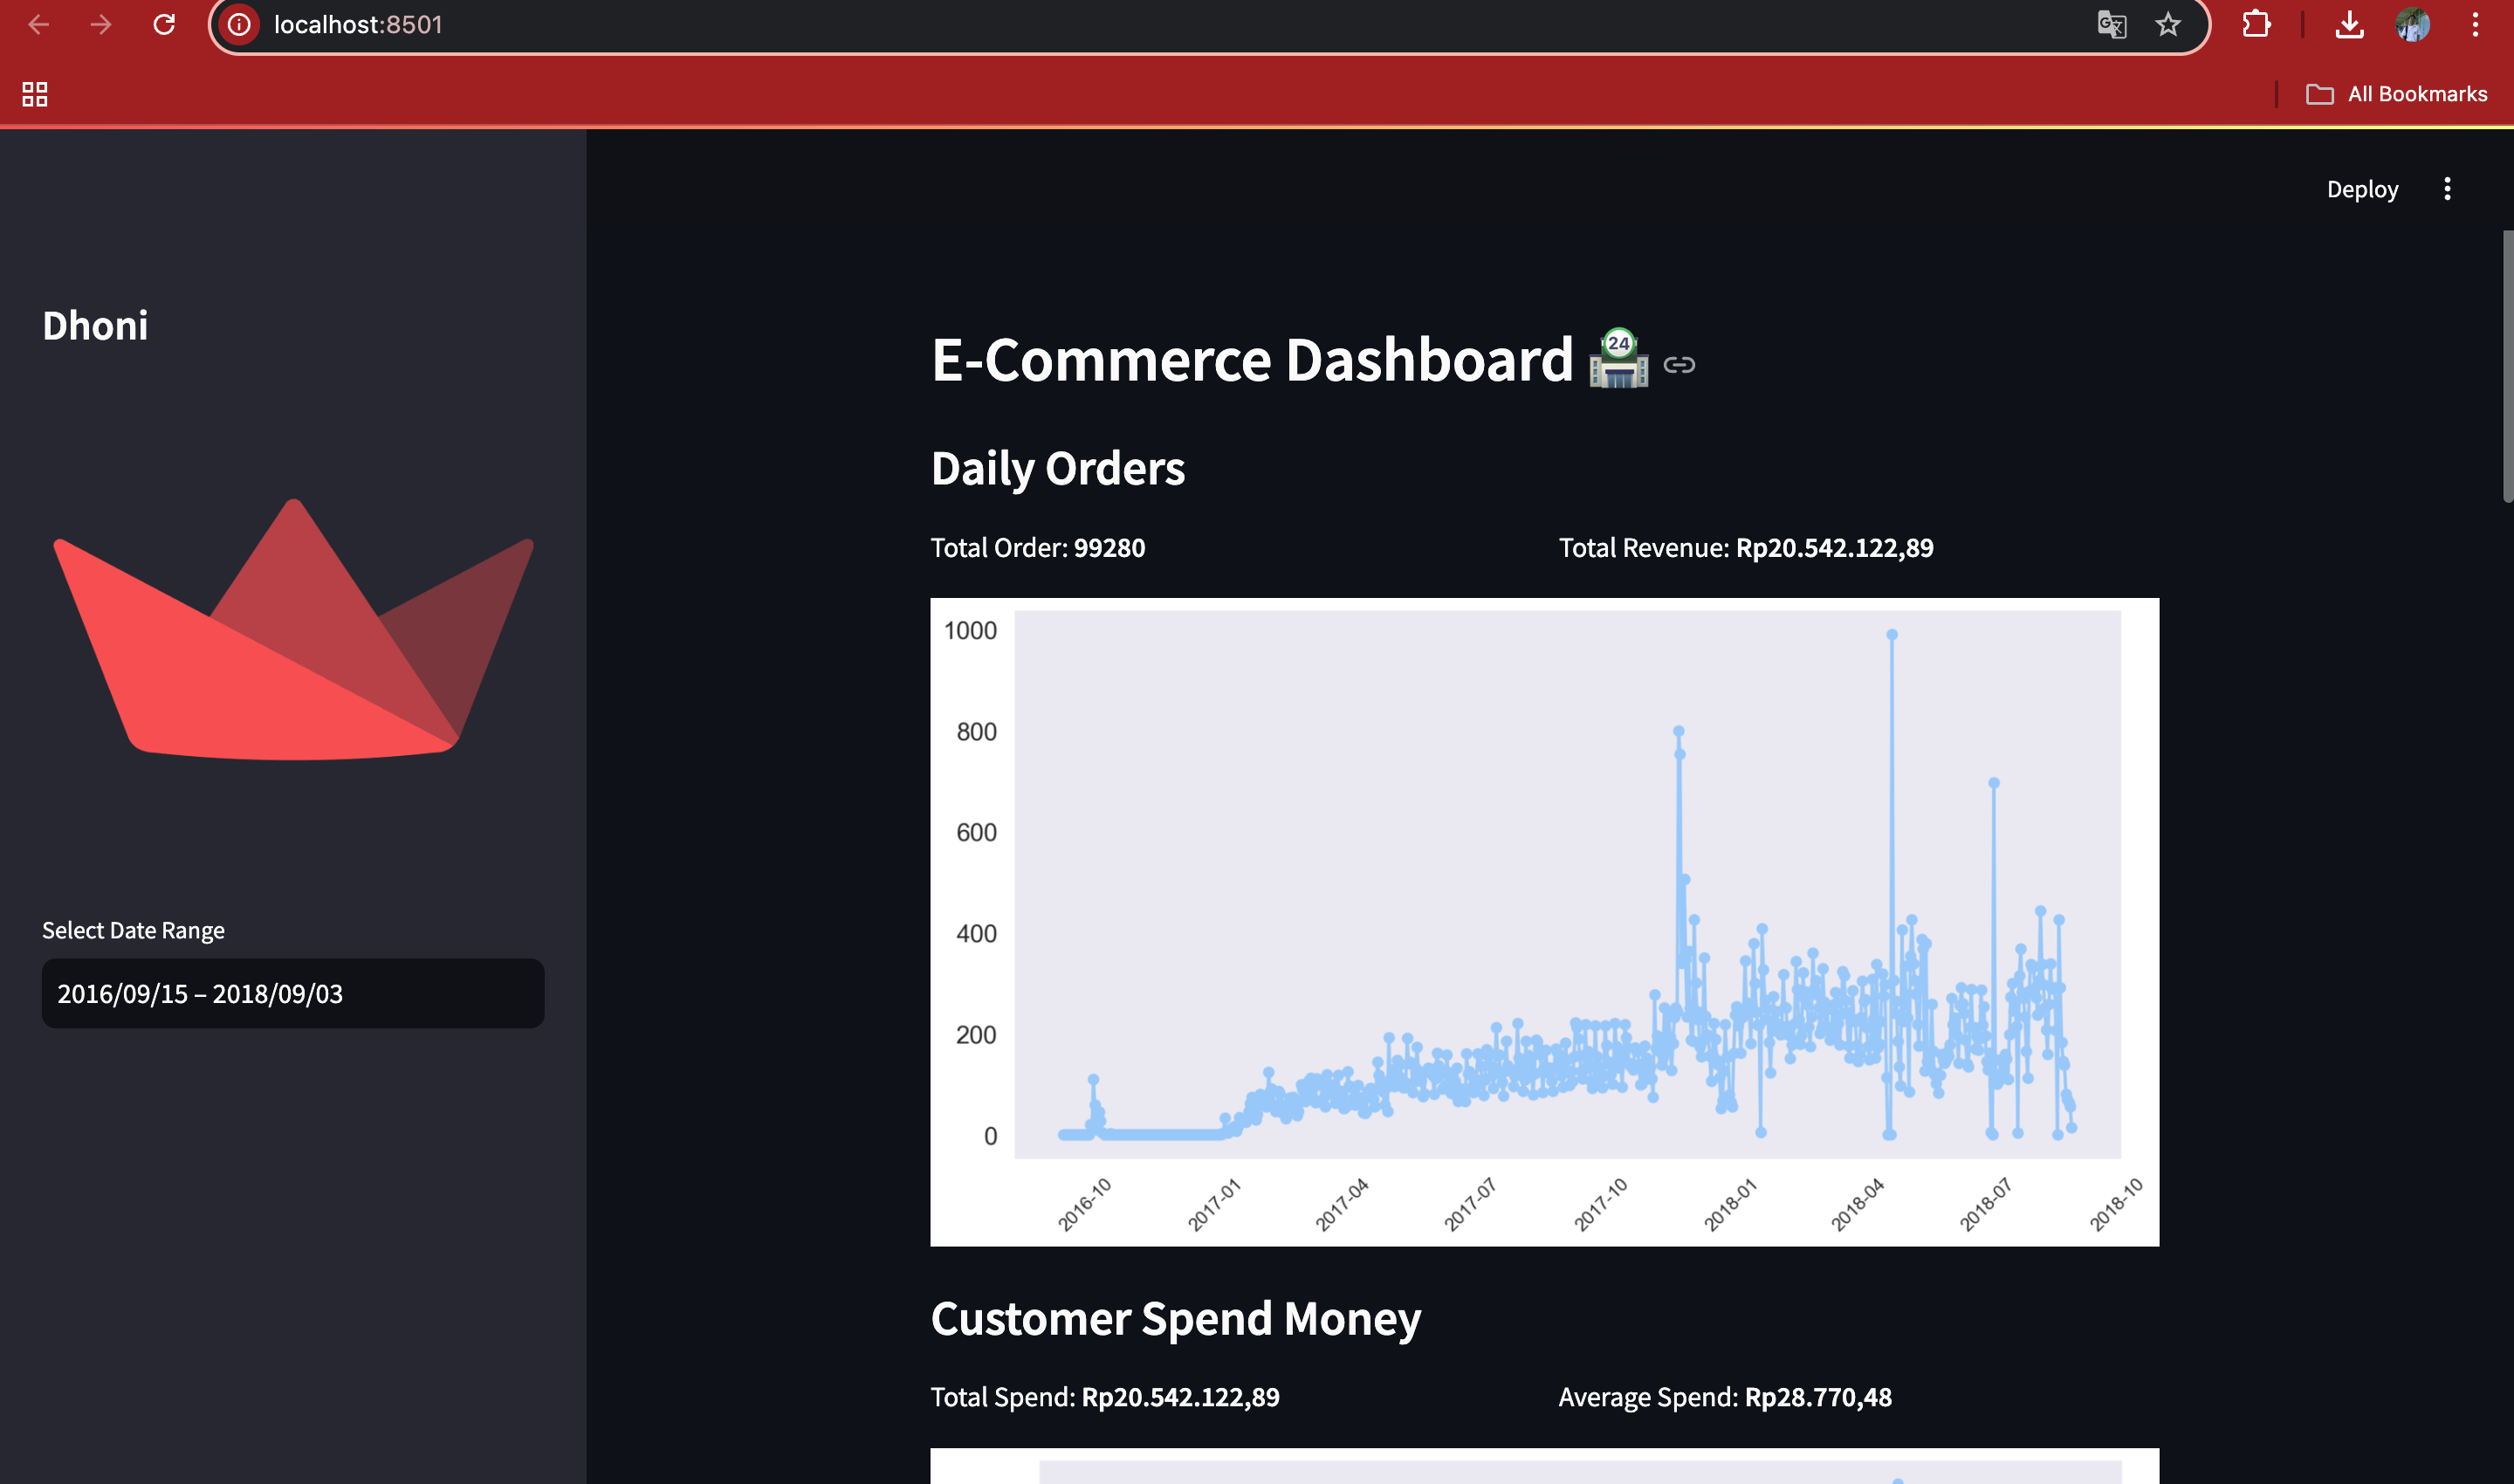 localhost:8501
All Bookmarks
Deploy
Dhoni
Select Date Range
2016/09/15 – 2018/09/03
E-Commerce Dashboard
24
Daily Orders
Total Order: 99280
Total Revenue: Rp20.542.122,89
1000
800
600
400
200
0
2016-10
2017-01
2017-04
2017-07
2017-10
2018-01
2018-04
2018-07
2018-10
Customer Spend Money
Total Spend: Rp20.542.122,89
Average Spend: Rp28.770,48